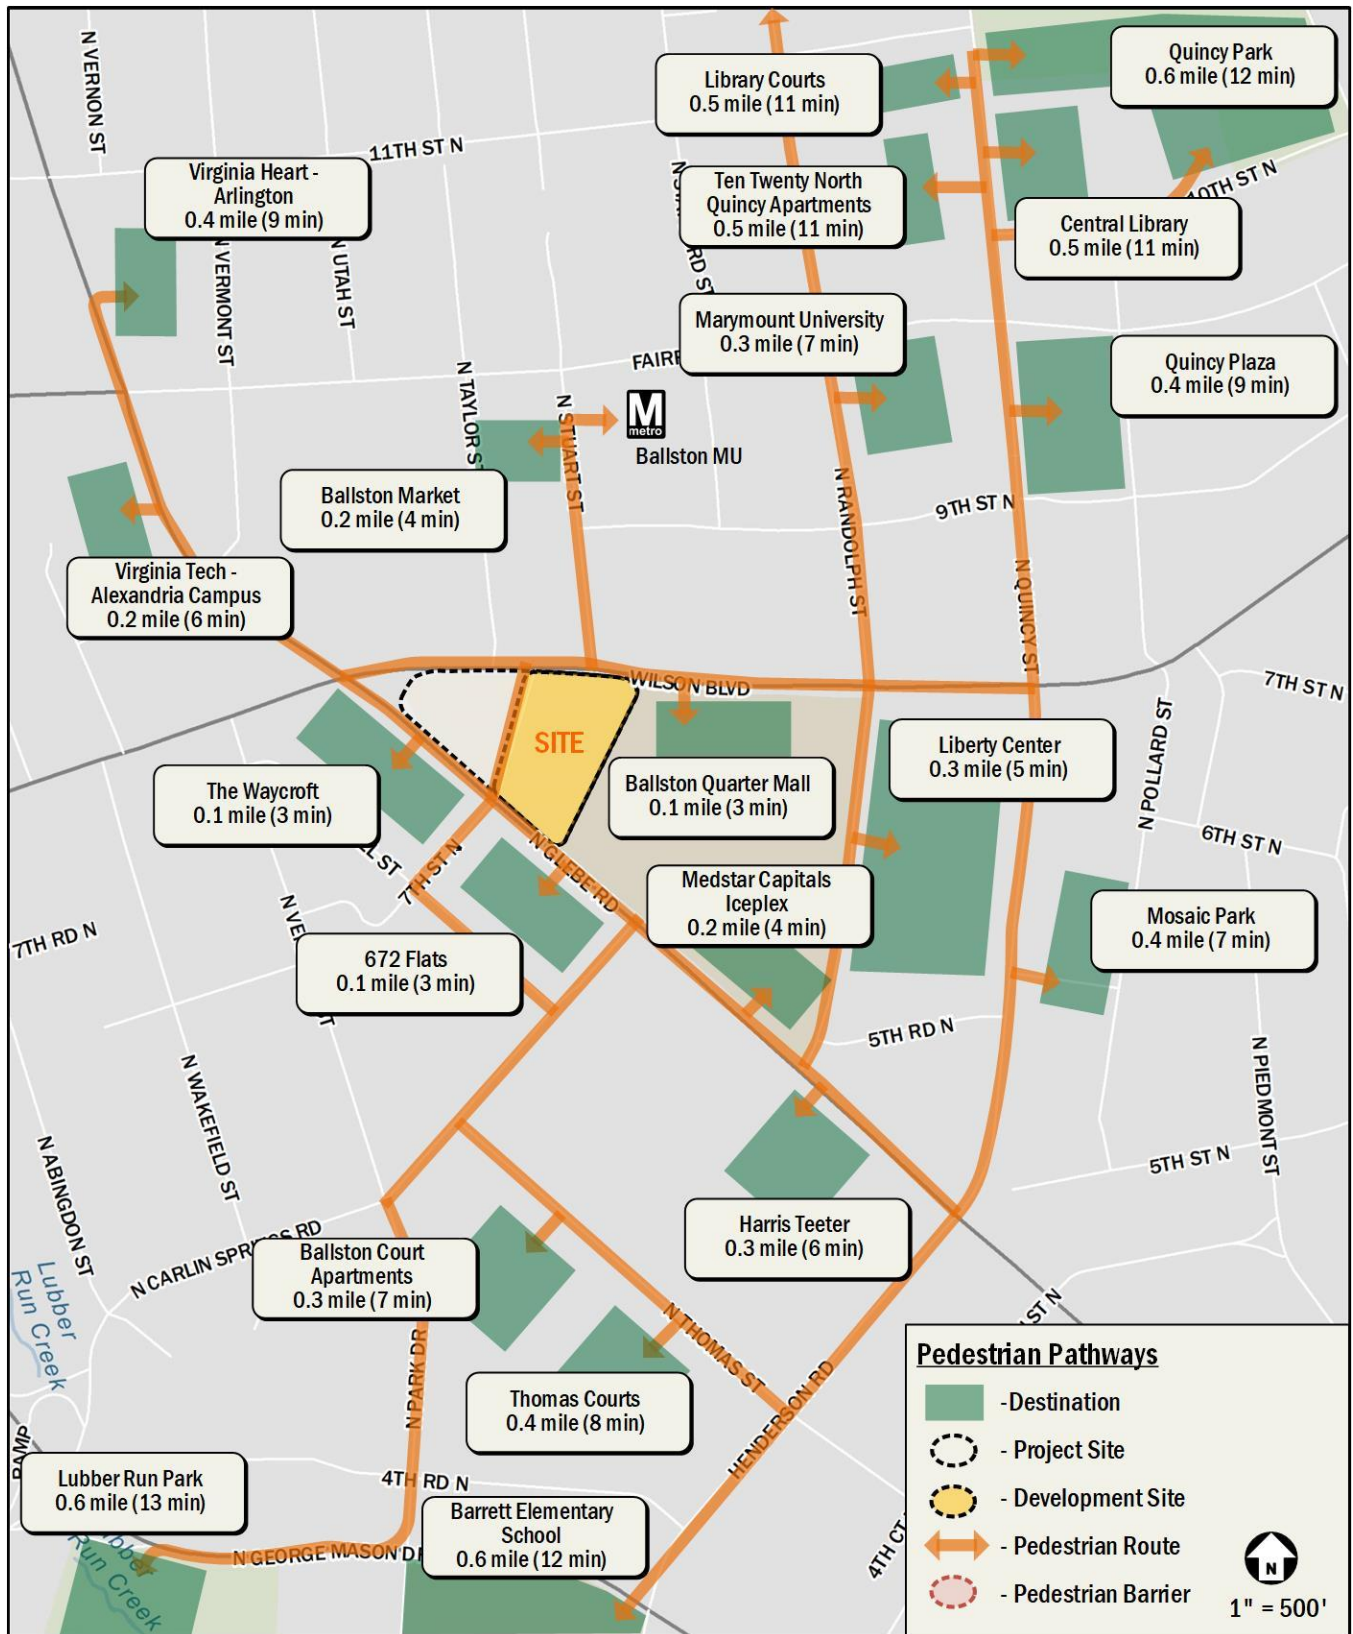 N VERNON ST
11TH ST N
Library Courts
0.5 mile (11 min)
Quincy Park
0.6 mile (12 min)
Virginia Heart -
Arlington
0.4 mile (9 min)
N VERMONT ST
N UTAH ST
Ten Twenty North
Quincy Apartments
0.5 mile (11 min)
10TH ST N
Central Library
0.5 mile (11 min)
Marymount University
0.3 mile (7 min)
Quincy Plaza
0.4 mile (9 min)
N TAYLOR ST
N STUART ST
M
metro
Ballston MU
Ballston Market
0.2 mile (4 min)
N RANDOLPH ST
9TH ST N
N QUINCY ST
Virginia Tech -
Alexandria Campus
0.2 mile (6 min)
WILSON BLVD
7TH ST N
SITE
Liberty Center
0.3 mile (5 min)
N POLLARD ST
The Waycroft
0.1 mile (3 min)
Ballston Quarter Mall
0.1 mile (3 min)
6TH ST N
7TH ST N
N GLEBE RD
Medstar Capitals
Iceplex
0.2 mile (4 min)
Mosaic Park
0.4 mile (7 min)
7TH RD N
672 Flats
0.1 mile (3 min)
5TH RD N
N WAKEFIELD ST
N PIEDMONT ST
N ABINGDON ST
5TH ST N
N CARLIN SPRINGS RD
Harris Teeter
0.3 mile (6 min)
Ballston Court
Apartments
0.3 mile (7 min)
Lubber
Run Creek
N THOMAS ST
N PARK DR
HENDERSON RD
Thomas Courts
0.4 mile (8 min)
RAMP
Lubber Run Park
0.6 mile (13 min)
4TH RD N
Barrett Elementary
School
0.6 mile (12 min)
N GEORGE MASON DR
Lubber
Run Creek
4TH CT
Pedestrian Pathways
-Destination
- Project Site
- Development Site
- Pedestrian Route
- Pedestrian Barrier
N
1" = 500'